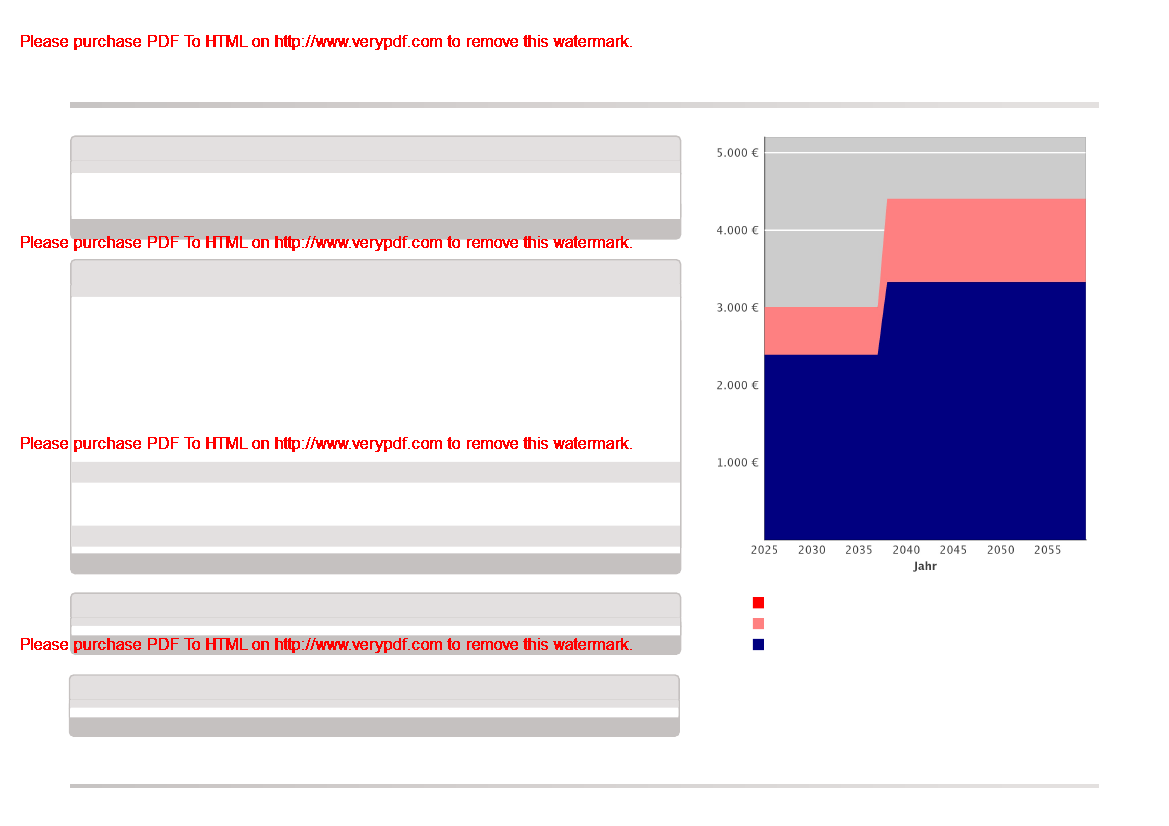 Please purchase PDF To HTML on http://www.verypdf.com to remove this watermark.
Please purchase PDF To HTML on http://www.verypdf.com to remove this watermark.
Please purchase PDF To HTML on http://www.verypdf.com to remove this watermark.
Please purchase PDF To HTML on http://www.verypdf.com to remove this watermark.
5.000 €
4.000 €
3.000 €
2.000 €
1.000 €
2025 2030 2035 2040 2045 2050 2055
Jahr